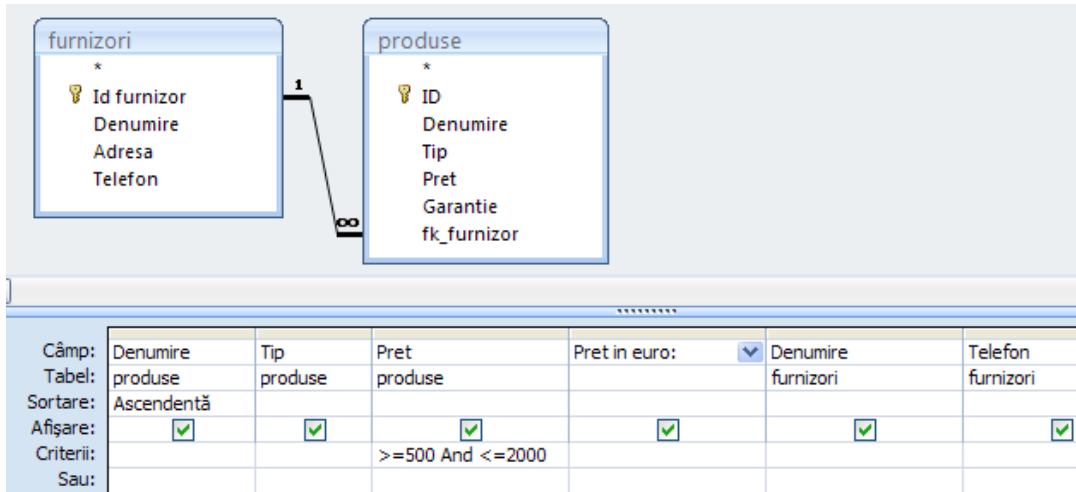 furnizori
*
Id furnizor
Denumire
Adresa
Telefon
1
∞
produse
*
ID
Denumire
Tip
Pret
Garantie
fk_furnizor
Câmp: Denumire Tip Pret Pret in euro: Denumire Telefon
Tabel: produse produse produse furnizori furnizori
Sortare: Ascendentă
Afişare:
Criterii: >=500 And <=2000
Sau: